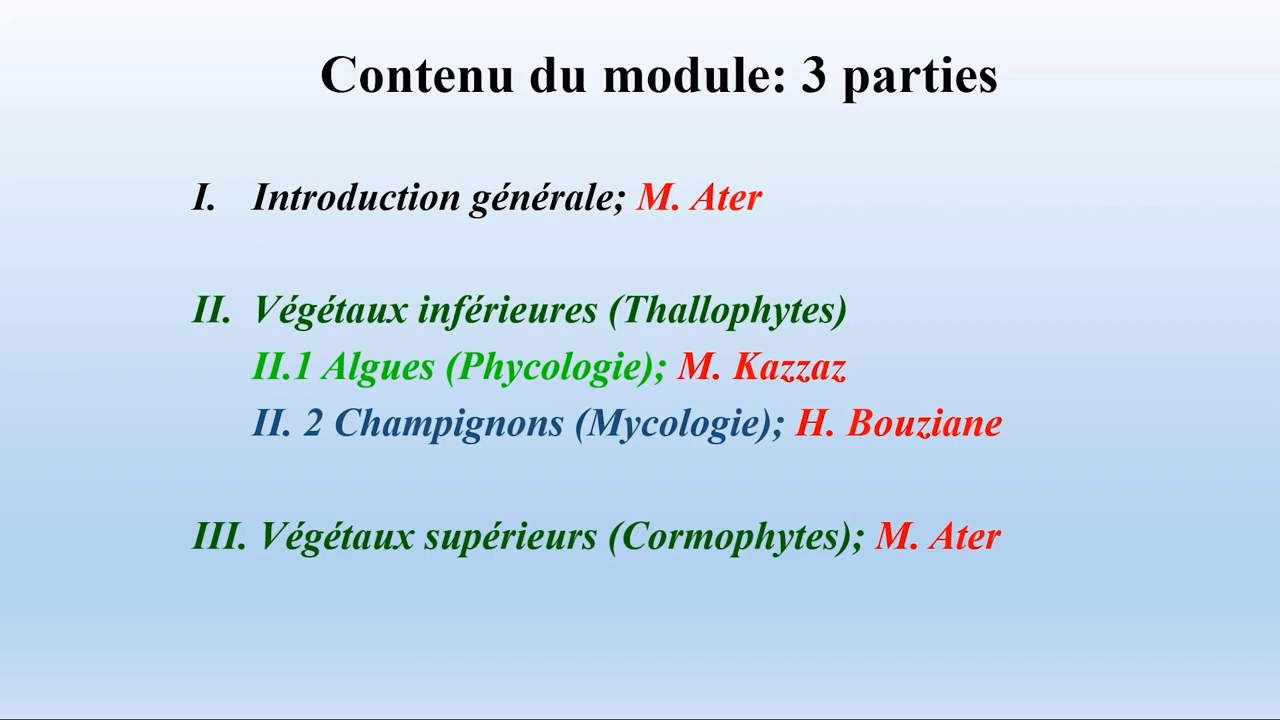 Contenu du module: 3 parties
I. Introduction générale; M. Ater
II. Végétaux inférieures (Thallophytes)
II.1 Algues (Phycologie); M. Kazzaz
II. 2 Champignons (Mycologie); H. Bouziane
III. Végétaux supérieurs (Cormophytes); M. Ater